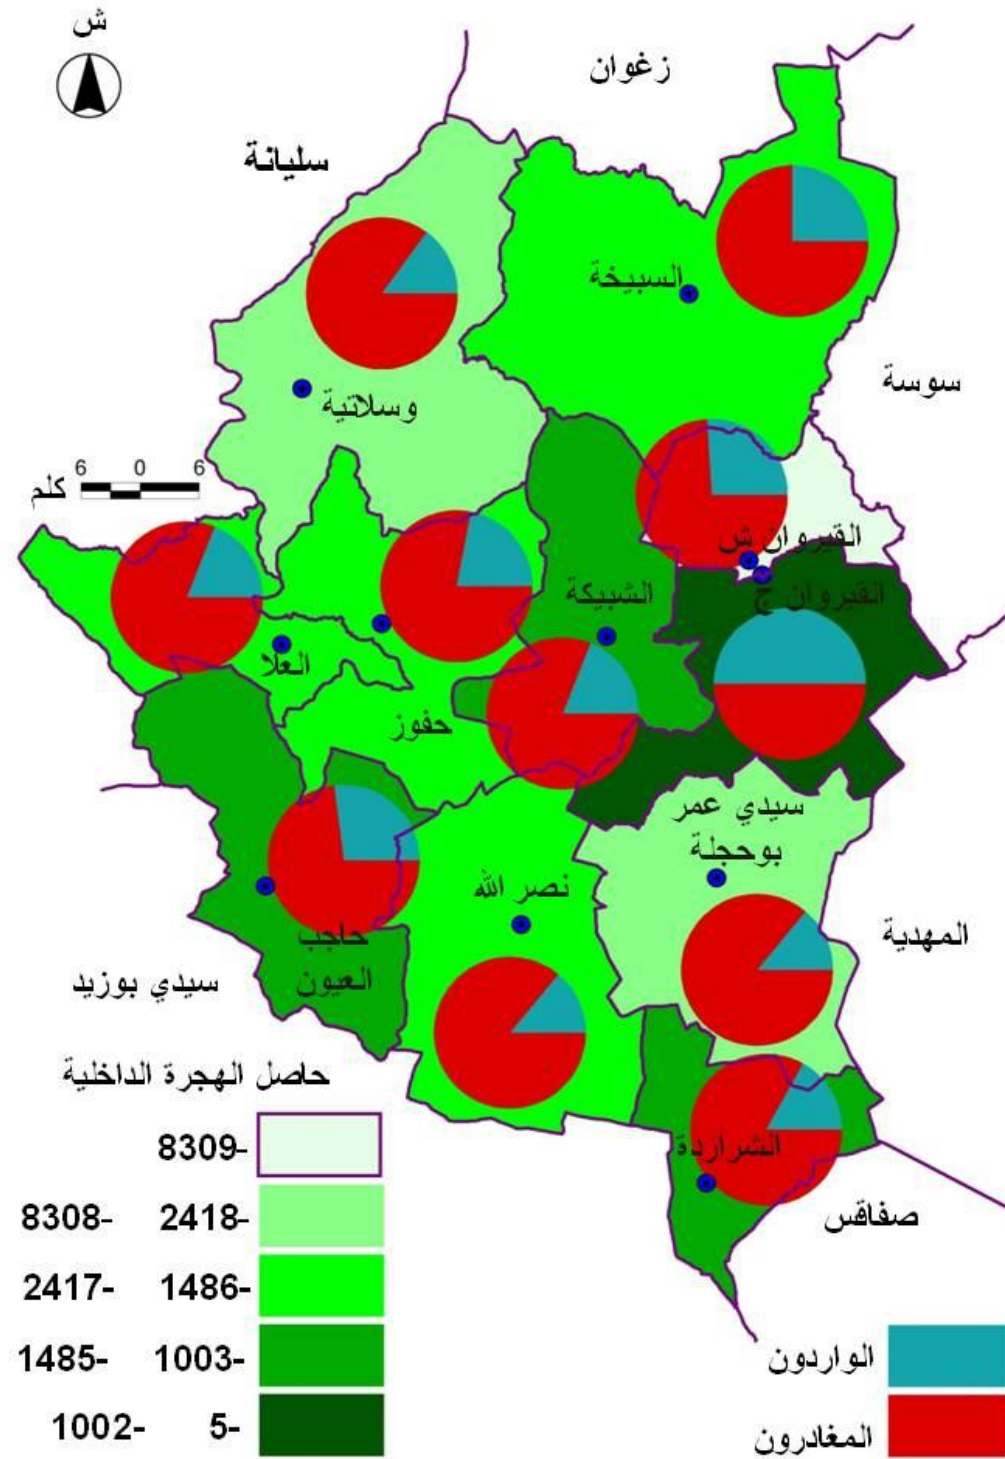 ش
زغوان
سليانة
السبيخة
سوسة
وسلاتية
6 0 6
كلم
القيروان ش
القيروان ج
الشبيكة
العلا
حفوز
سيدي عمر
بوحجلة
نصر الله
المهدية
حاجب
العيون
سيدي بوزيد
الشراردة
صفاقس
حاصل الهجرة الداخلية
8309-
8308- 2418-
2417- 1486-
1485- 1003-
1002- 5-
الواردون
المغادرون